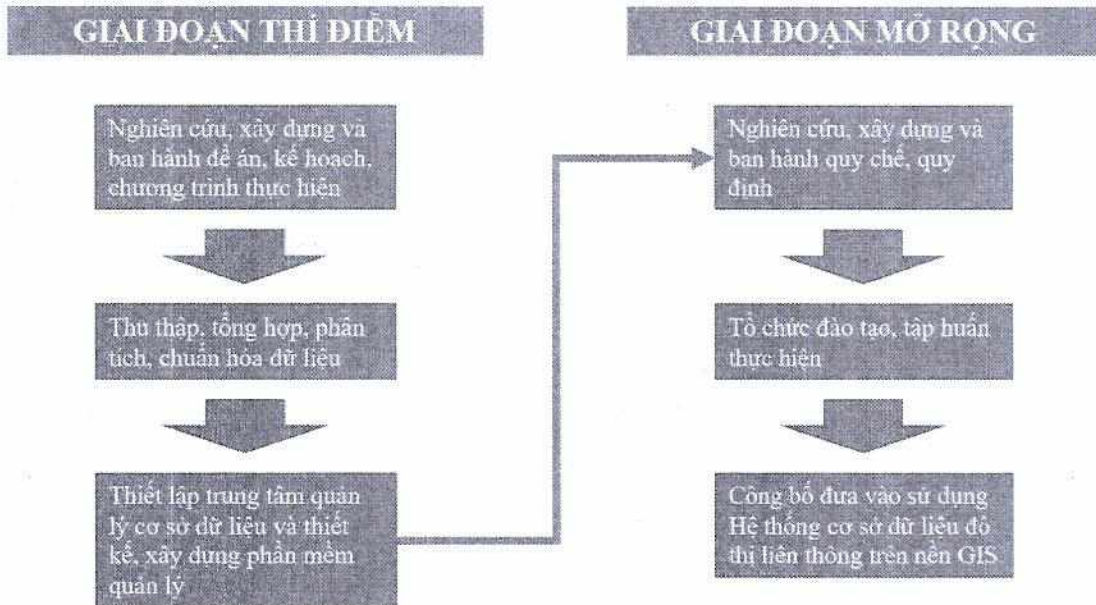 GIAI ĐOẠN THÍ ĐIỂM
Nghiên cứu, xây dựng và
ban hành đề án, kế hoạch,
chương trình thực hiện
Thu thập, tổng hợp, phân
tích, chuẩn hóa dữ liệu
Thiết lập trung tâm quản
lý cơ sở dữ liệu và thiết
kế, xây dựng phần mềm
quản lý
GIAI ĐOẠN MỞ RỘNG
Nghiên cứu, xây dựng và
ban hành quy chế, quy
định
Tổ chức đào tạo, tập huấn
thực hiện
Công bố đưa vào sử dụng
Hệ thống cơ sở dữ liệu đô
thị liên thông trên nền GIS